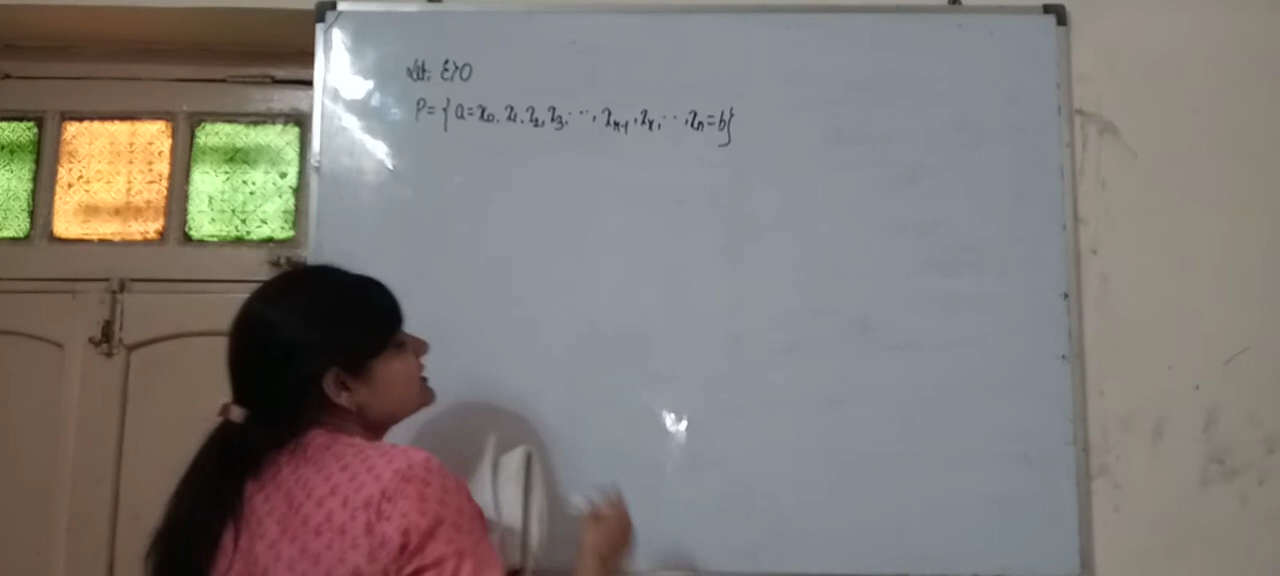 Let, ε>0
P = { a = x₀, x₁, x₂, x₃, ..., xᵣ₋₁, xᵣ, ..., xₙ = b }